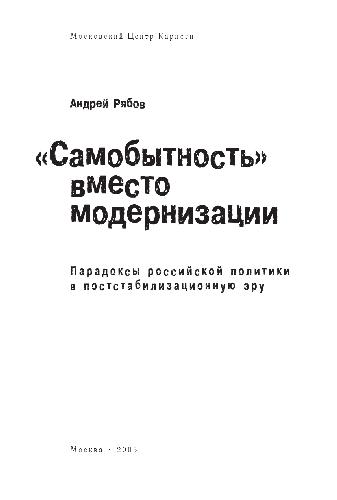 Московский Центр Карнеги
Андрей Рябов
«Самобытность»
вместо
модернизации
Парадоксы российской политики
в постстабилизационную эру
Москва •